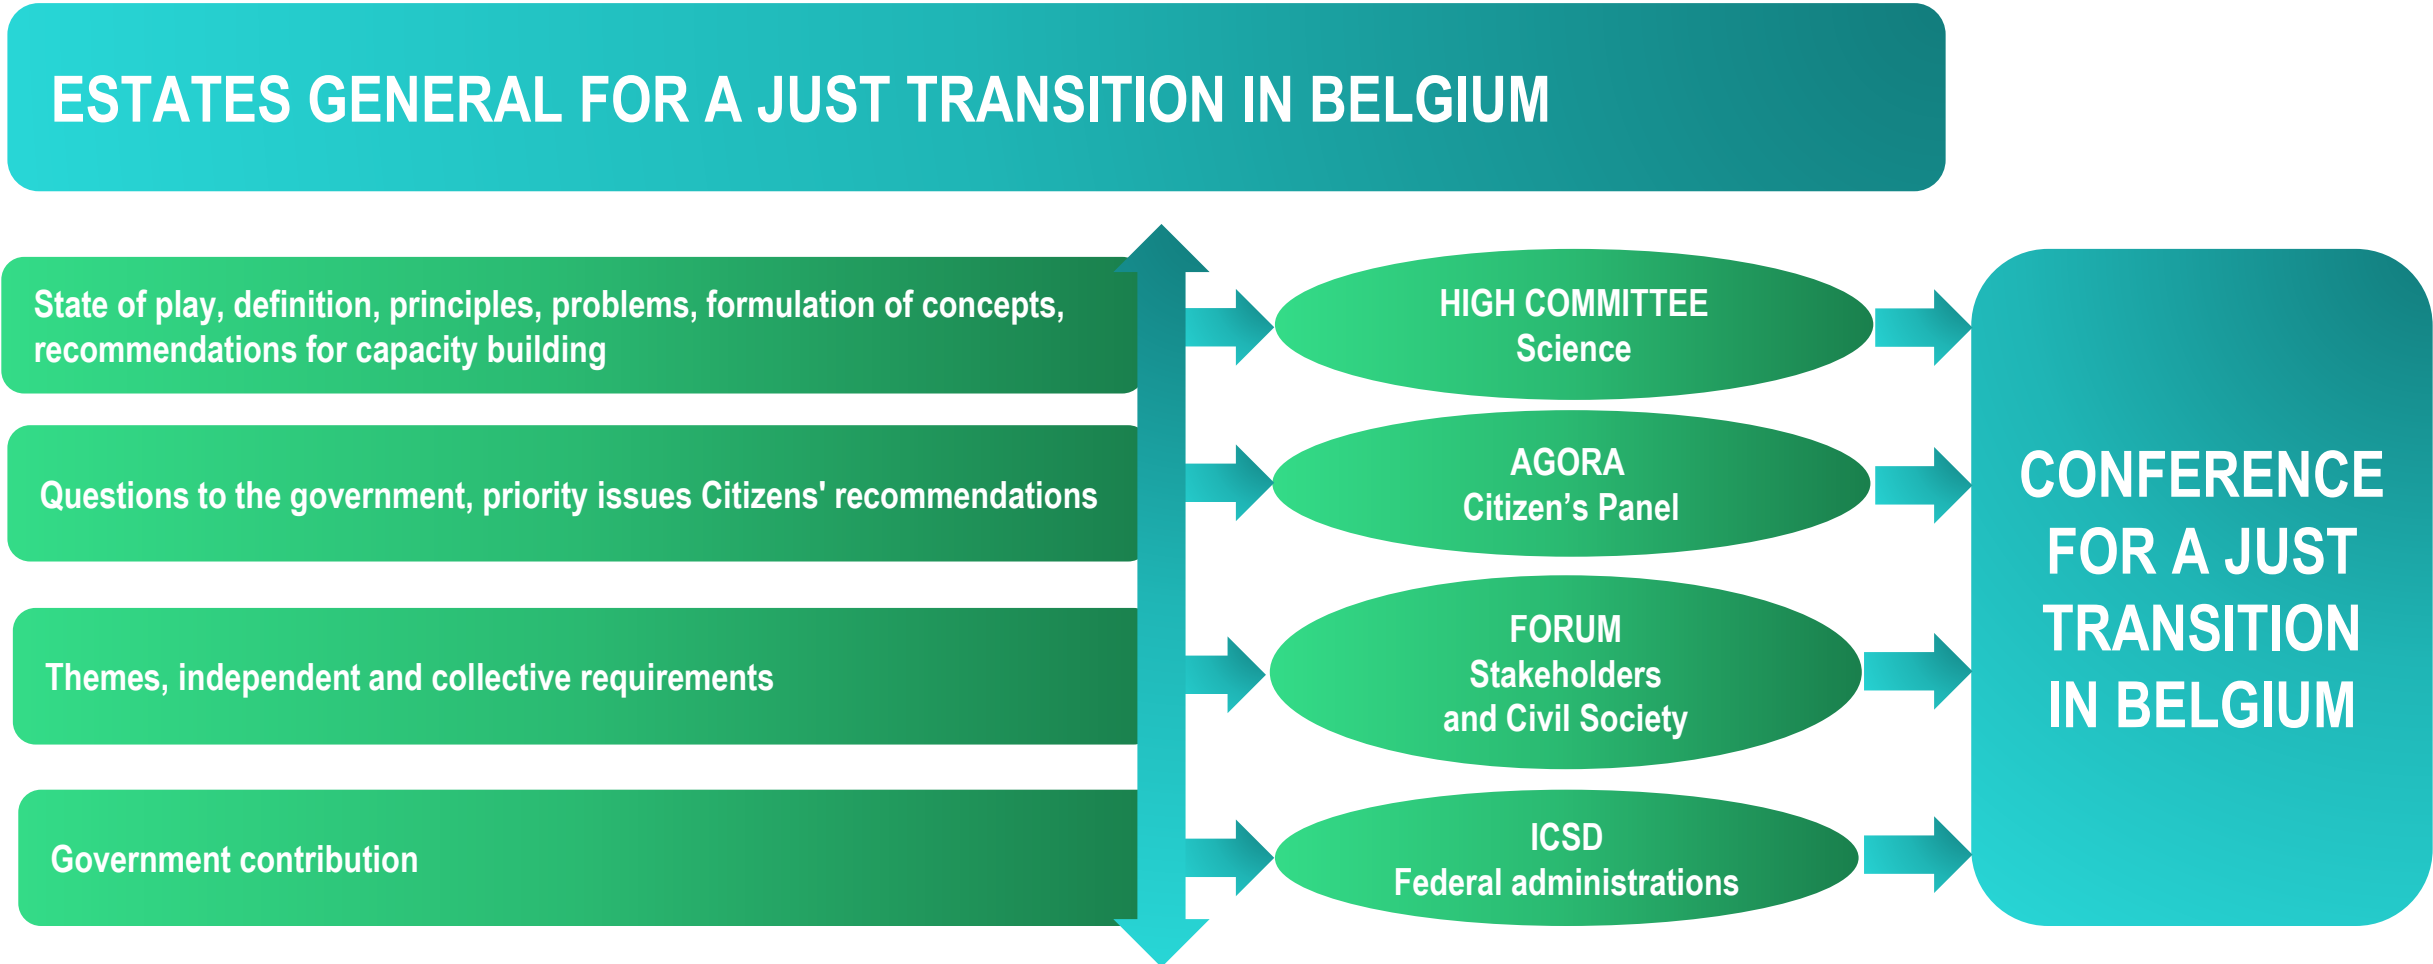 ESTATES GENERAL FOR A JUST TRANSITION IN BELGIUM
State of play, definition, principles, problems, formulation of concepts,
recommendations for capacity building
HIGH COMMITTEE
Science
Questions to the government, priority issues Citizens' recommendations
AGORA
Citizen’s Panel
Themes, independent and collective requirements
FORUM
Stakeholders
and Civil Society
Government contribution
ICSD
Federal administrations
CONFERENCE
FOR A JUST
TRANSITION
IN BELGIUM